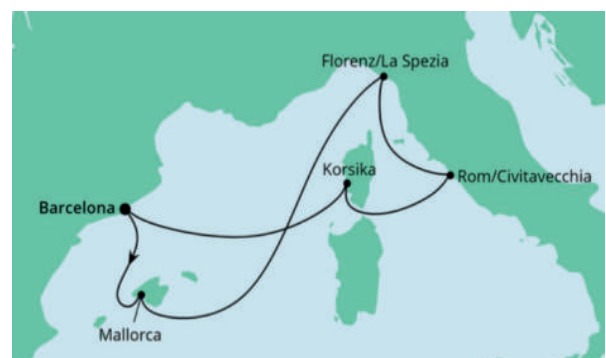 Florenz/La Spezia
Korsika
Rom/Civitavecchia
Barcelona
Mallorca